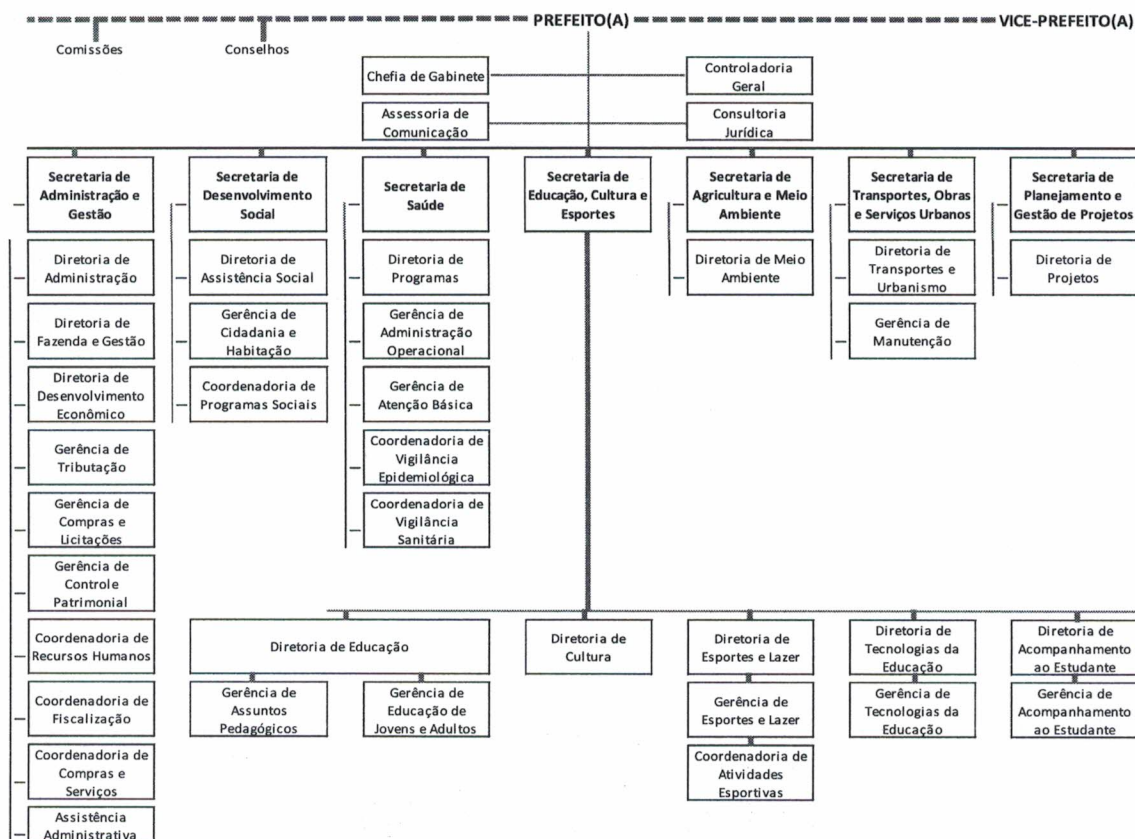 PREFEITO(A)
VICE-PREFEITO(A)
Comissões
Conselhos
Chefia de Gabinete
Controladoria
Geral
Assessoria de
Comunicação
Consultoria
Jurídica
Secretaria de
Administração e
Gestão
Secretaria de
Desenvolvimento
Social
Secretaria de
Saúde
Secretaria de
Educação, Cultura e
Esportes
Secretaria de
Agricultura e Meio
Ambiente
Secretaria de
Transportes, Obras
e Serviços Urbanos
Secretaria de
Planejamento e
Gestão de Projetos
Diretoria de
Administração
Diretoria de
Fazenda e Gestão
Diretoria de
Desenvolvimento
Econômico
Gerência de
Tributação
Gerência de
Compras e
Licitações
Gerência de
Controle
Patrimonial
Coordenadoria de
Recursos Humanos
Coordenadoria de
Fiscalização
Coordenadoria de
Compras e
Serviços
Assistência
Administrativa
Diretoria de
Assistência Social
Gerência de
Cidadania e
Habitação
Coordenadoria de
Programas Sociais
Diretoria de
Programas
Gerência de
Administração
Operacional
Gerência de
Atenção Básica
Coordenadoria de
Vigilância
Epidemiológica
Coordenadoria de
Vigilância
Sanitária
Diretoria de Meio
Ambiente
Diretoria de
Transportes e
Urbanismo
Gerência de
Manutenção
Diretoria de
Projetos
Diretoria de Educação
Gerência de
Assuntos
Pedagógicos
Gerência de
Educação de
Jovens e Adultos
Diretoria de
Cultura
Diretoria de
Esportes e Lazer
Gerência de
Esportes e Lazer
Coordenadoria de
Atividades
Esportivas
Diretoria de
Tecnologias da
Educação
Gerência de
Tecnologias da
Educação
Diretoria de
Acompanhamento
ao Estudante
Gerência de
Acompanhamento
ao Estudante